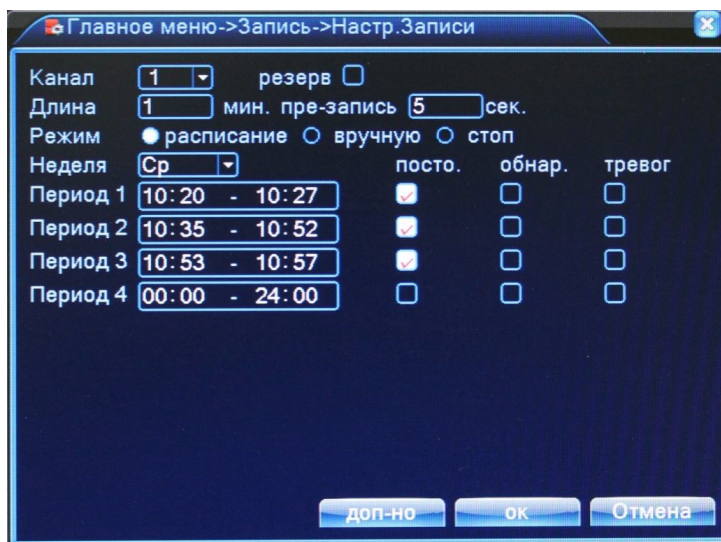 Главное меню->Запись->Настр.Записи
Канал 1 резерв
Длина 1 мин. пре-запись 5 сек.
Режим расписание вручную стоп
Неделя Ср посто. обнар. тревог
Период 1 10:20 - 10:27
Период 2 10:35 - 10:52
Период 3 10:53 - 10:57
Период 4 00:00 - 24:00
доп-но ок Отмена